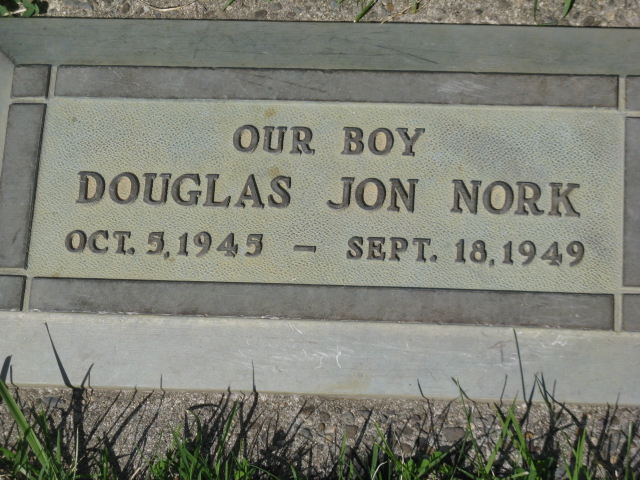 OUR BOY
DOUGLAS JON NORK
OCT. 5, 1945 – SEPT. 18, 1949